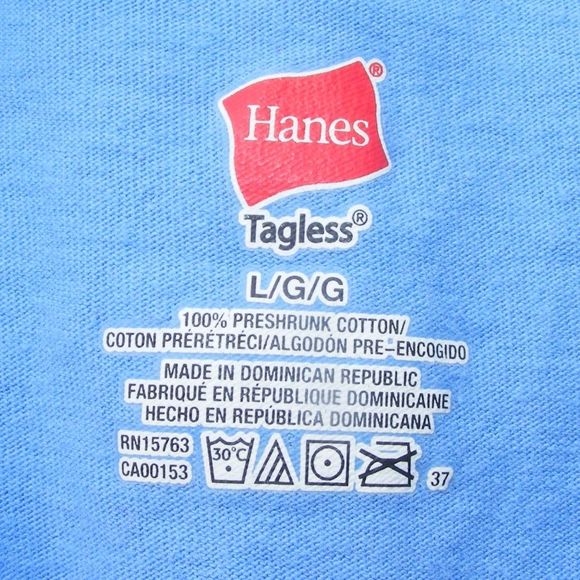 Hanes®
Tagless®
L/G/G
100% PRESHRUNK COTTON/
COTON PRÉRÉTRÉCI/ALGODÓN PRE-ENCOGIDO
MADE IN DOMINICAN REPUBLIC
FABRIQUÉ EN RÉPUBLIQUE DOMINICAINE
HECHO EN REPÚBLICA DOMINICANA
RN15763
CA00153
30°C
37